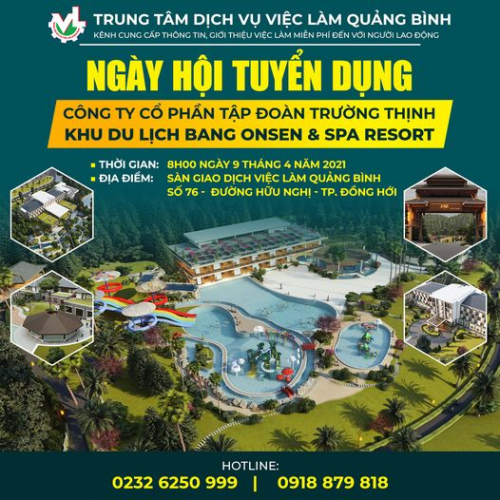 TRUNG TÂM DỊCH VỤ VIỆC LÀM QUẢNG BÌNH
KÊNH CUNG CẤP THÔNG TIN, GIỚI THIỆU VIỆC LÀM MIỄN PHÍ ĐẾN VỚI NGƯỜI LAO ĐỘNG
NGÀY HỘI TUYỂN DỤNG
CÔNG TY CỔ PHẦN TẬP ĐOÀN TRƯỜNG THỊNH
KHU DU LỊCH BANG ONSEN & SPA RESORT
THỜI GIAN: 8H00 NGÀY 9 THÁNG 4 NĂM 2021
ĐỊA ĐIỂM: SÀN GIAO DỊCH VIỆC LÀM QUẢNG BÌNH
SỐ 76 - ĐƯỜNG HỮU NGHỊ - TP. ĐỒNG HỚI
HOTLINE:
0232 6250 999 | 0918 879 818